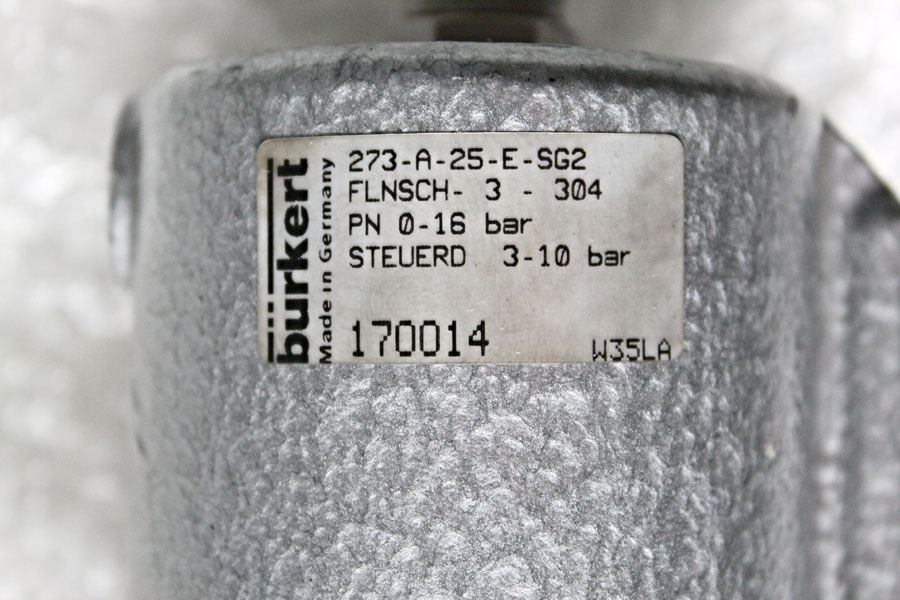 bürkert
Made in Germany
273-A-25-E-SG2
FLNSCH- 3 - 304
PN 0-16 bar
STEUERD 3-10 bar
170014
W35LA